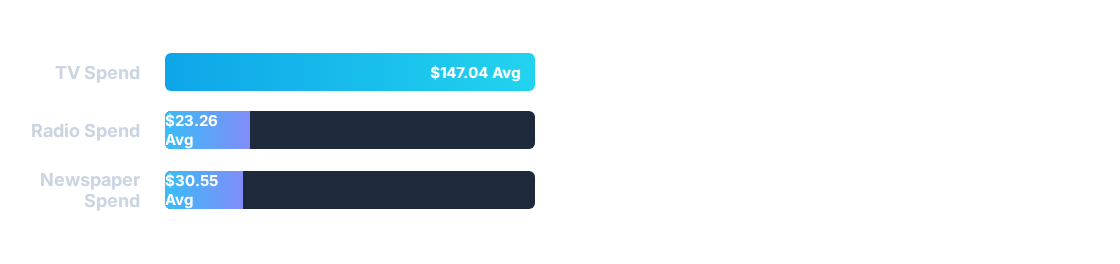 TV Spend
$147.04 Avg
Radio Spend
$23.26
Avg
Newspaper
Spend
$30.55
Avg